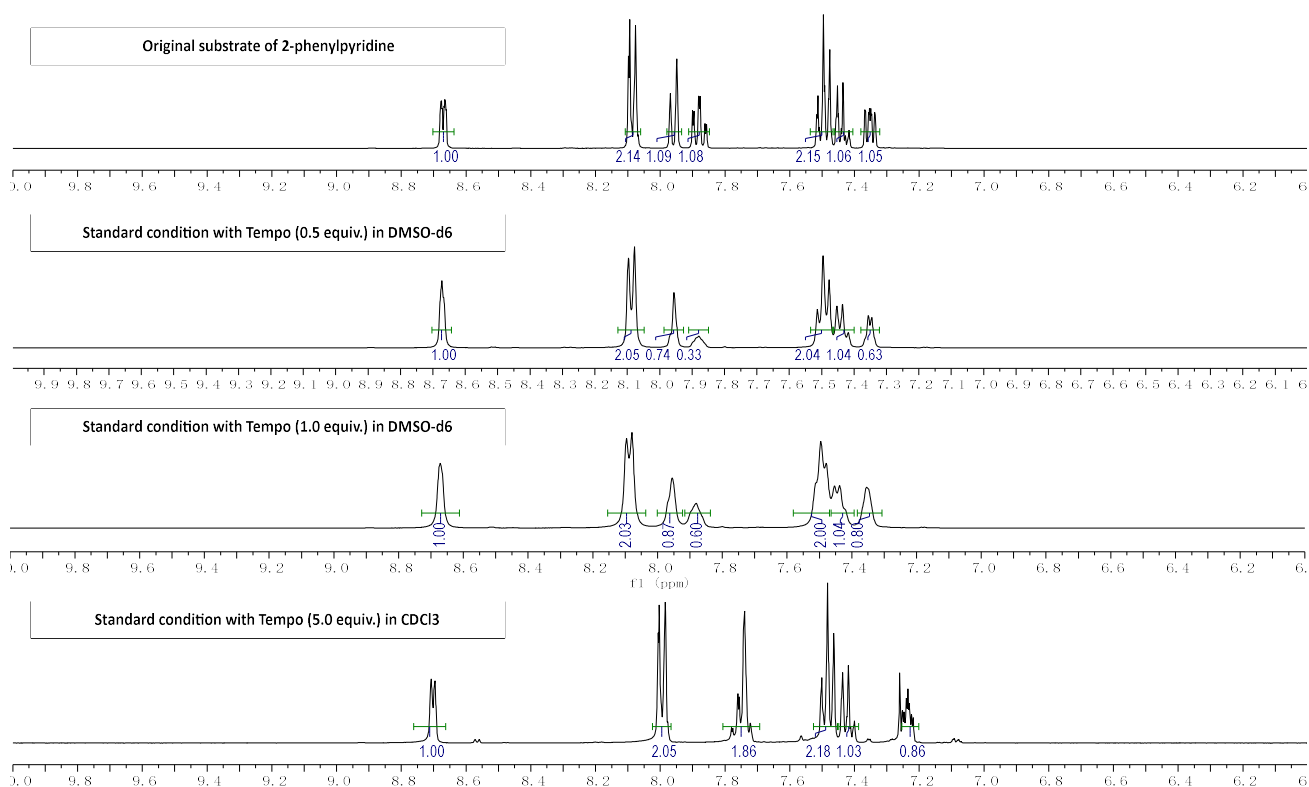 Original substrate of 2-phenylpyridine
1.00 2.14 1.09 1.08 2.15 1.06 1.05
0.0 9.8 9.6 9.4 9.2 9.0 8.8 8.6 8.4 8.2 8.0 7.8 7.6 7.4 7.2 7.0 6.8 6.6 6.4 6.2 6
Standard condition with Tempo (0.5 equiv.) in DMSO-d6
1.00 2.05 0.74 0.33 2.04 1.04 0.63
9.9 9.8 9.7 9.6 9.5 9.4 9.3 9.2 9.1 9.0 8.9 8.8 8.7 8.6 8.5 8.4 8.3 8.2 8.1 8.0 7.9 7.8 7.7 7.6 7.5 7.4 7.3 7.2 7.1 7.0 6.9 6.8 6.7 6.6 6.5 6.4 6.3 6.2 6.1 6
Standard condition with Tempo (1.0 equiv.) in DMSO-d6
1.00 2.03 0.87 0.60 2.00 1.04 0.80
0.0 9.8 9.6 9.4 9.2 9.0 8.8 8.6 8.4 8.2 8.0 7.8 7.6 7.4 7.2 7.0 6.8 6.6 6.4 6.2 6.
f1 (ppm)
Standard condition with Tempo (5.0 equiv.) in CDCl3
1.00 2.05 1.86 2.18 1.03 0.86
0.0 9.8 9.6 9.4 9.2 9.0 8.8 8.6 8.4 8.2 8.0 7.8 7.6 7.4 7.2 7.0 6.8 6.6 6.4 6.2 6